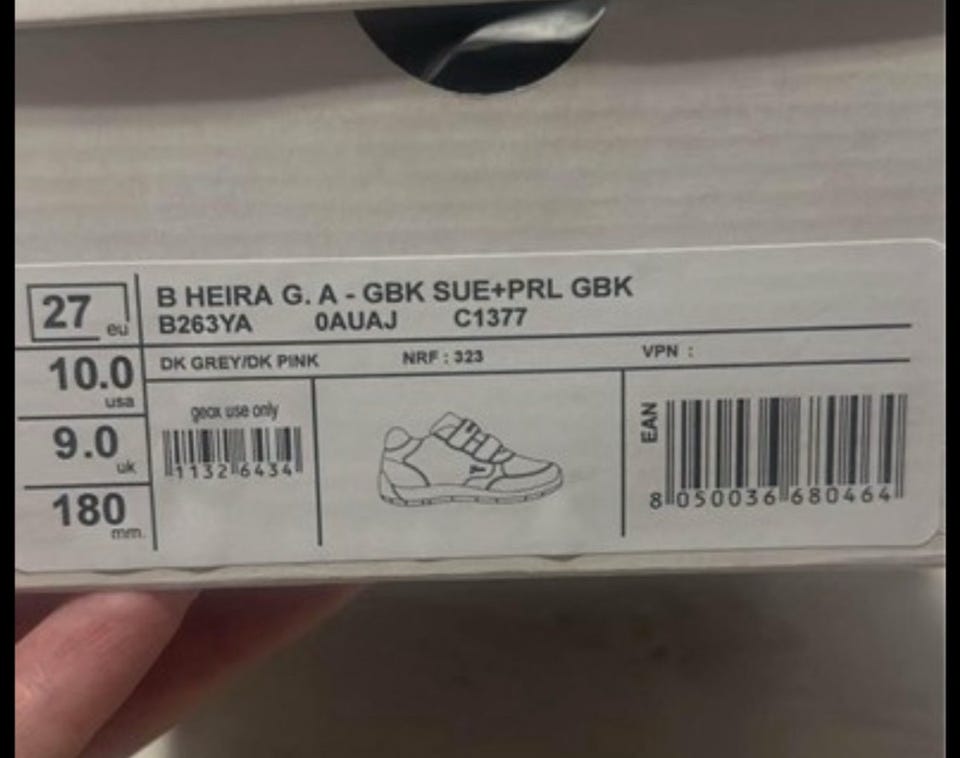 27 eu
B HEIRA G. A - GBK SUE+PRL GBK
B263YA 0AUAJ C1377
10.0 usa
DK GREY/DK PINK NRF : 323 VPN :
9.0 uk
180 mm.
geox use only
1132 6434
EAN
8 050036 680464